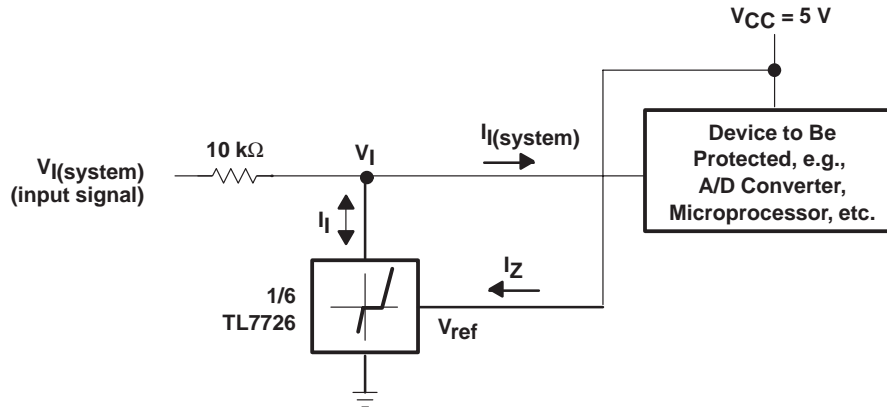 VCC = 5 V
Device to Be
Protected, e.g.,
A/D Converter,
Microprocessor, etc.
II(system)
10 kΩ
VI
VI(system)
(input signal)
II
IZ
1/6
TL7726
Vref